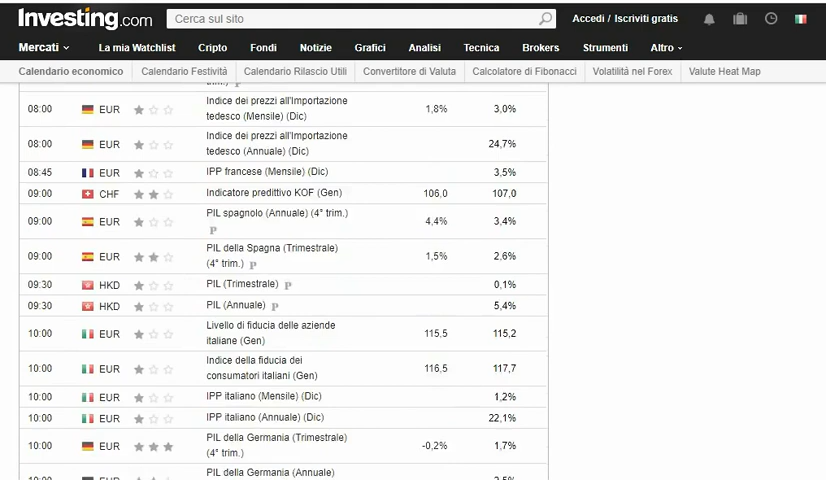 Investing.com
Cerca sul sito
Accedi / Iscriviti gratis
Mercati La mia Watchlist Cripto Fondi Notizie Grafici Analisi Tecnica Brokers Strumenti Altro
Calendario economico Calendario Festività Calendario Rilascio Utili Convertitore di Valuta Calcolatore di Fibonacci Volatilità nel Forex Valute Heat Map
08:00 EUR Indice dei prezzi all'Importazione
tedesco (Mensile) (Dic) 1,8% 3,0%
08:00 EUR Indice dei prezzi all'Importazione
tedesco (Annuale) (Dic) 24,7%
08:45 EUR IPP francese (Mensile) (Dic) 3,5%
09:00 CHF Indicatore predittivo KOF (Gen) 106,0 107,0
09:00 EUR PIL spagnolo (Annuale) (4° trim.) 4,4% 3,4%
P
09:00 EUR PIL della Spagna (Trimestrale)
(4° trim.) P 1,5% 2,6%
09:30 HKD PIL (Trimestrale) P 0,1%
09:30 HKD PIL (Annuale) P 5,4%
10:00 EUR Livello di fiducia delle aziende
italiane (Gen) 115,5 115,2
10:00 EUR Indice della fiducia dei
consumatori italiani (Gen) 116,5 117,7
10:00 EUR IPP italiano (Mensile) (Dic) 1,2%
10:00 EUR IPP italiano (Annuale) (Dic) 22,1%
10:00 EUR PIL della Germania (Trimestrale)
(4° trim.) -0,2% 1,7%
PIL della Germania (Annuale)